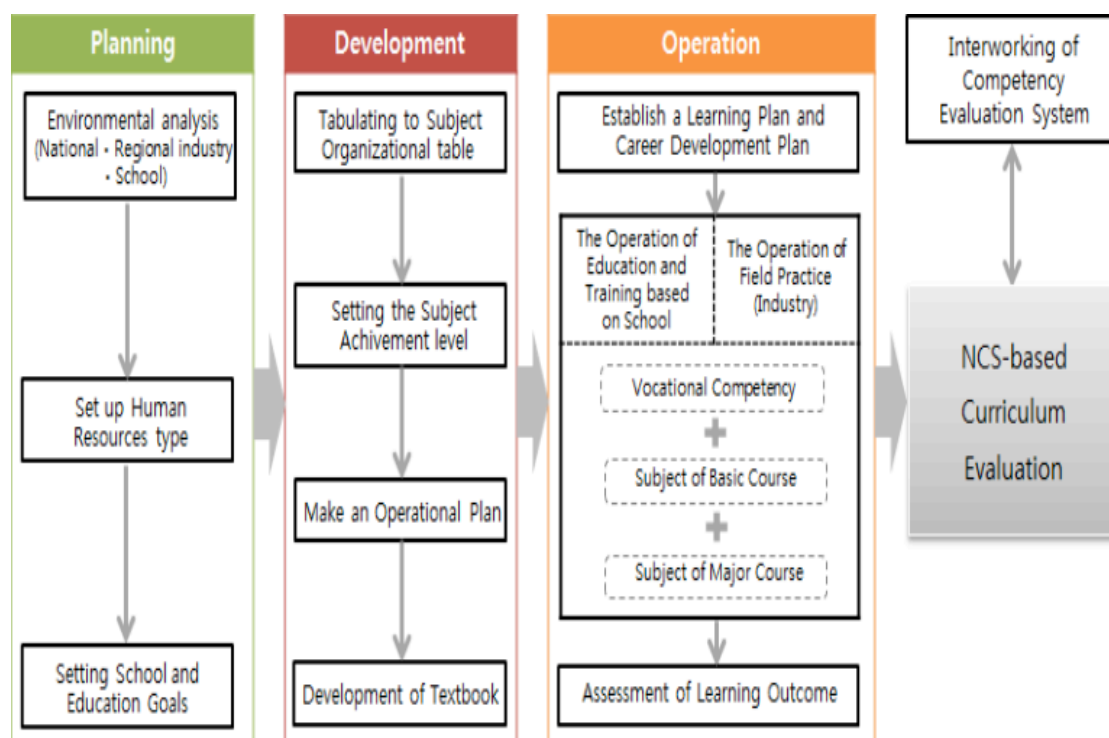 Planning
Environmental analysis
(National • Regional industry
• School)
Set up Human
Resources type
Setting School and
Education Goals
Development
Tabulating to Subject
Organizational table
Setting the Subject
Achivement level
Make an Operational Plan
Development of Textbook
Operation
Establish a Learning Plan and
Career Development Plan
The Operation of
Education and
Training based
on School
The Operation of
Field Practice
(Industry)
Vocational Competency
+
Subject of Basic Course
+
Subject of Major Course
Assessment of Learning Outcome
Interworking of
Competency
Evaluation System
NCS-based
Curriculum
Evaluation